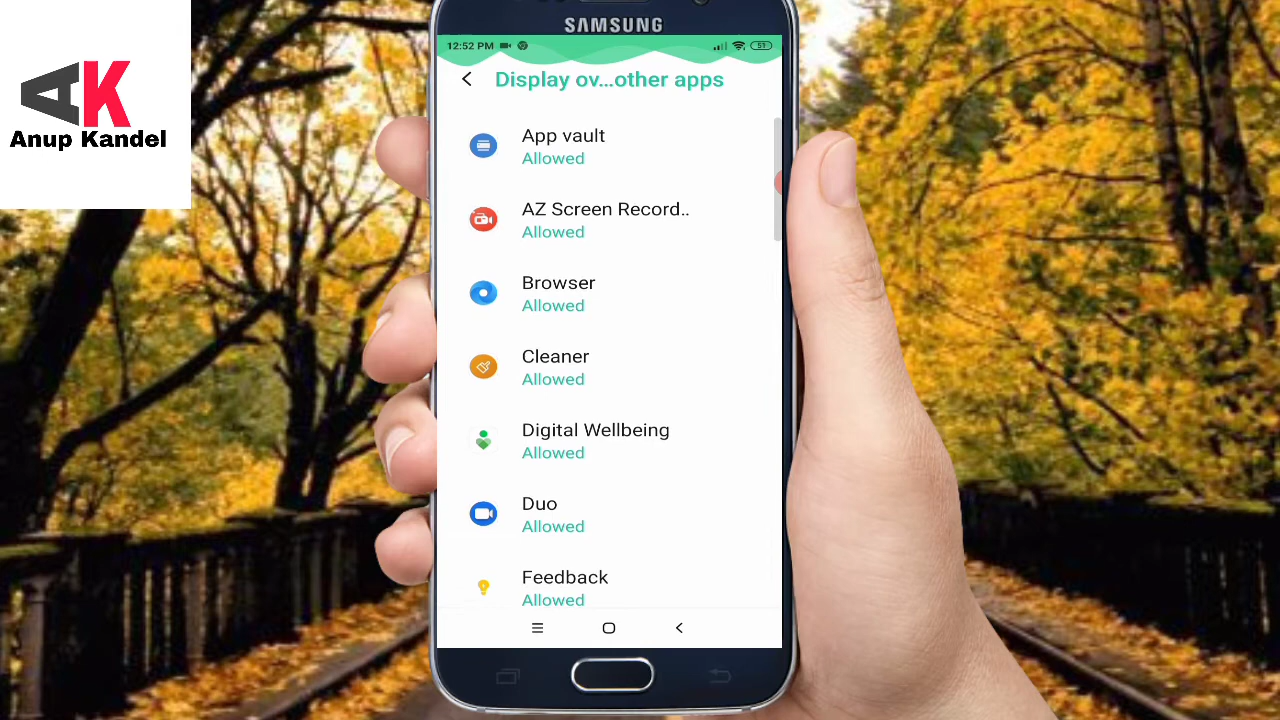 AK
Anup Kandel
SAMSUNG
12:52 PM
51
Display ov...other apps
App vault
Allowed
AZ Screen Record..
Allowed
Browser
Allowed
Cleaner
Allowed
Digital Wellbeing
Allowed
Duo
Allowed
Feedback
Allowed